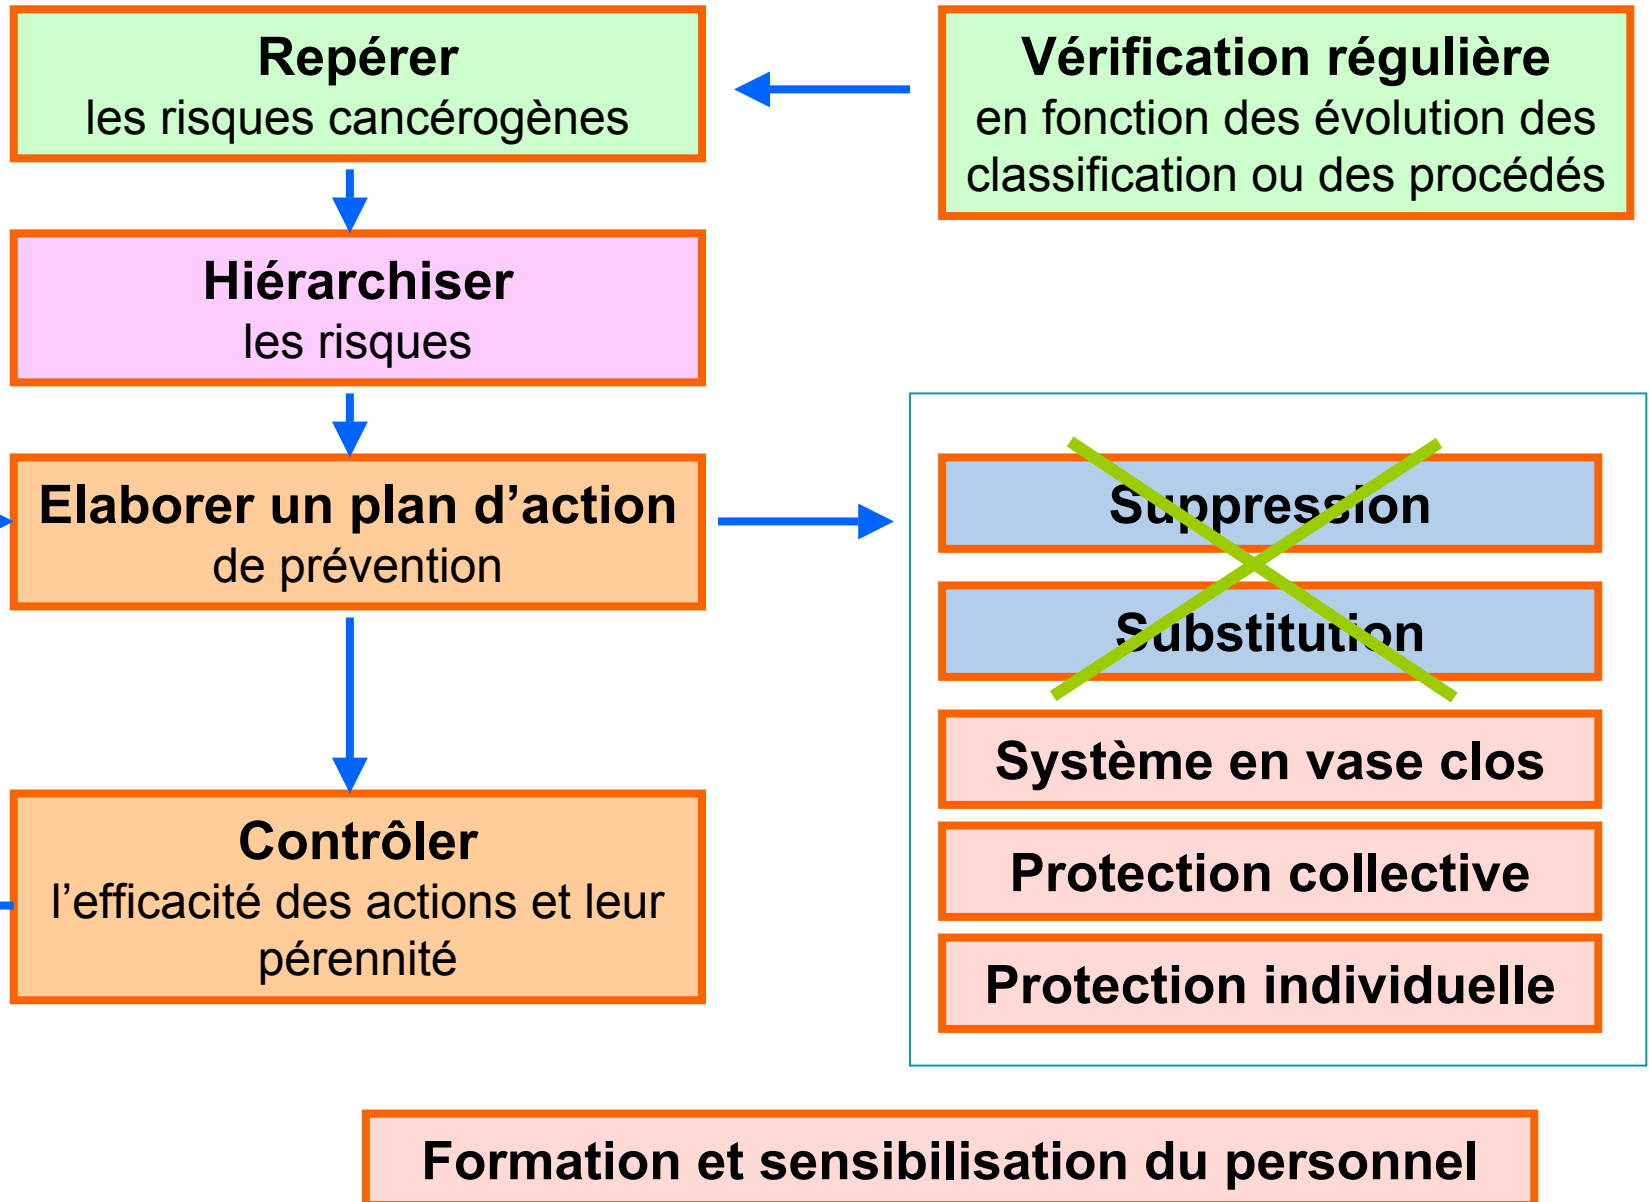 Repérer
les risques cancérogènes
Vérification régulière
en fonction des évolution des
classification ou des procédés
Hiérarchiser
les risques
Elaborer un plan d’action
de prévention
Suppression
Substitution
Système en vase clos
Protection collective
Protection individuelle
Contrôler
l’efficacité des actions et leur
pérennité
Formation et sensibilisation du personnel